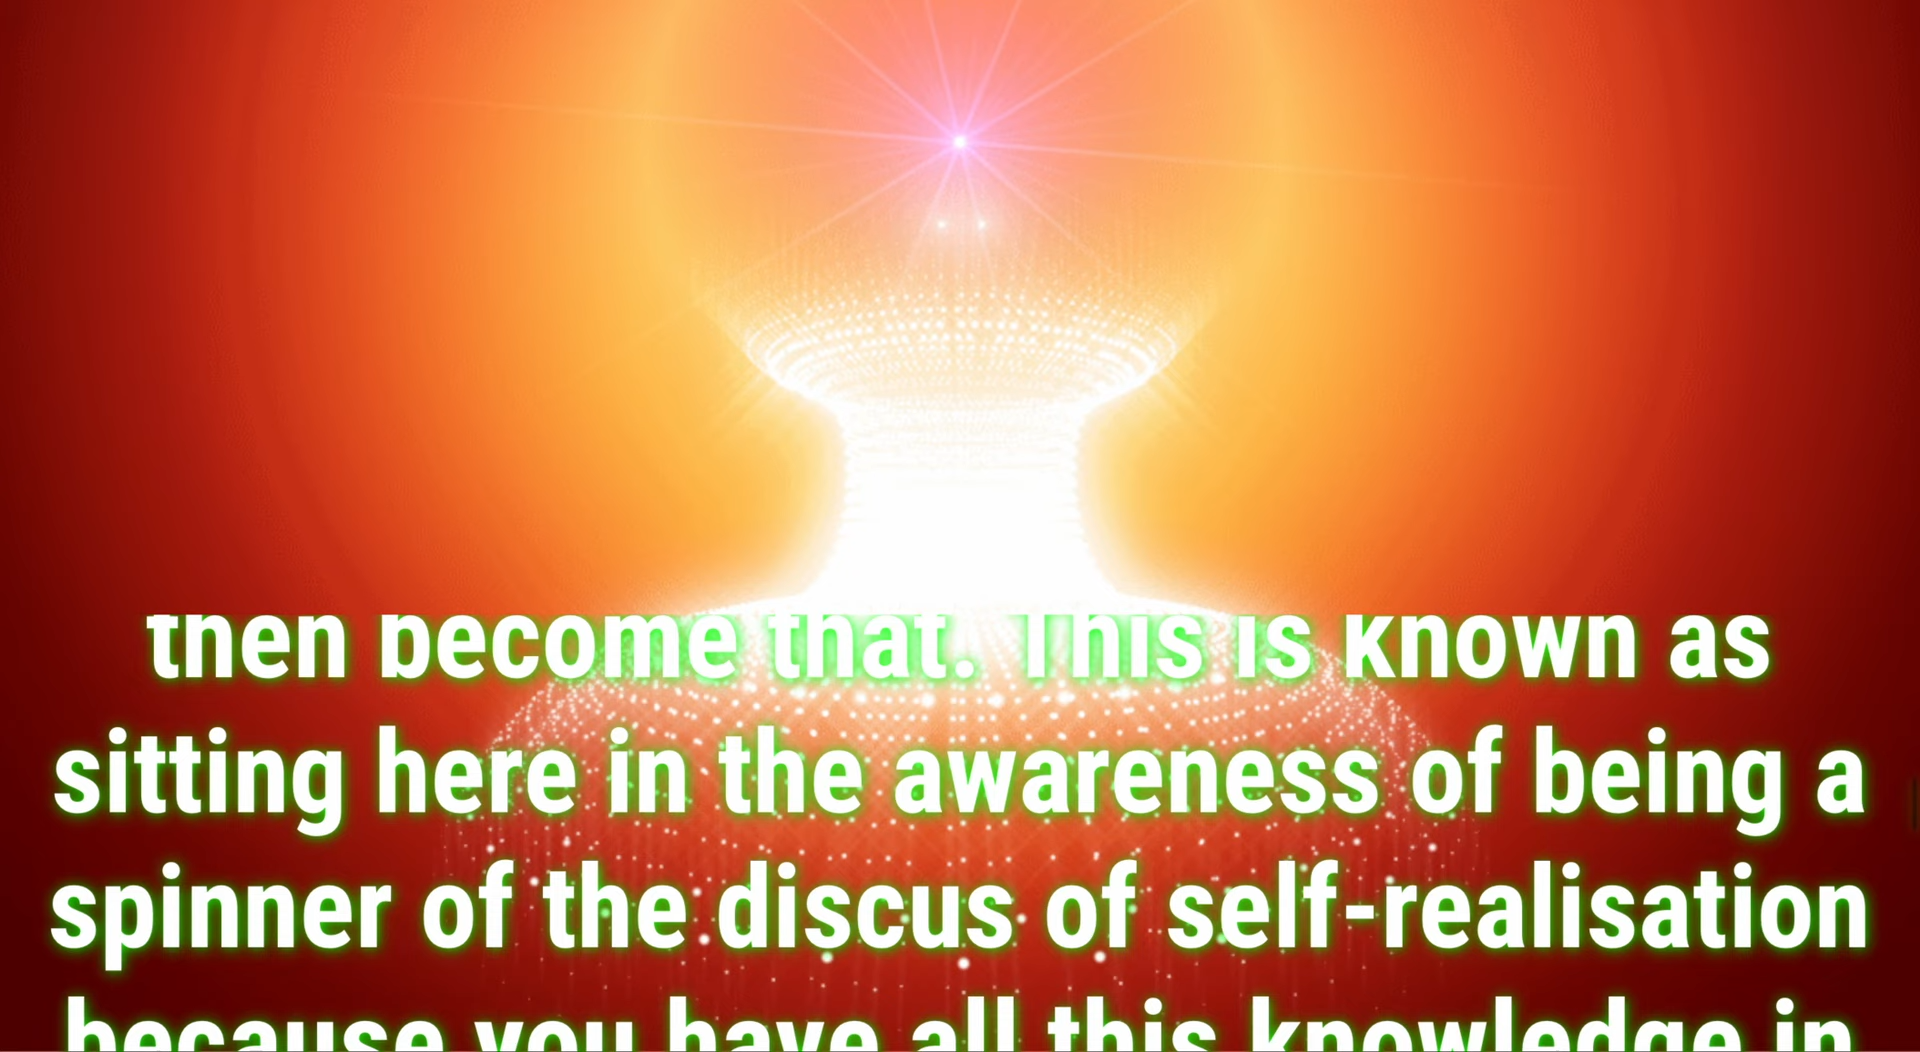 then become that. This is known as
sitting here in the awareness of being a
spinner of the discus of self-realisation
because you have all this knowledge in